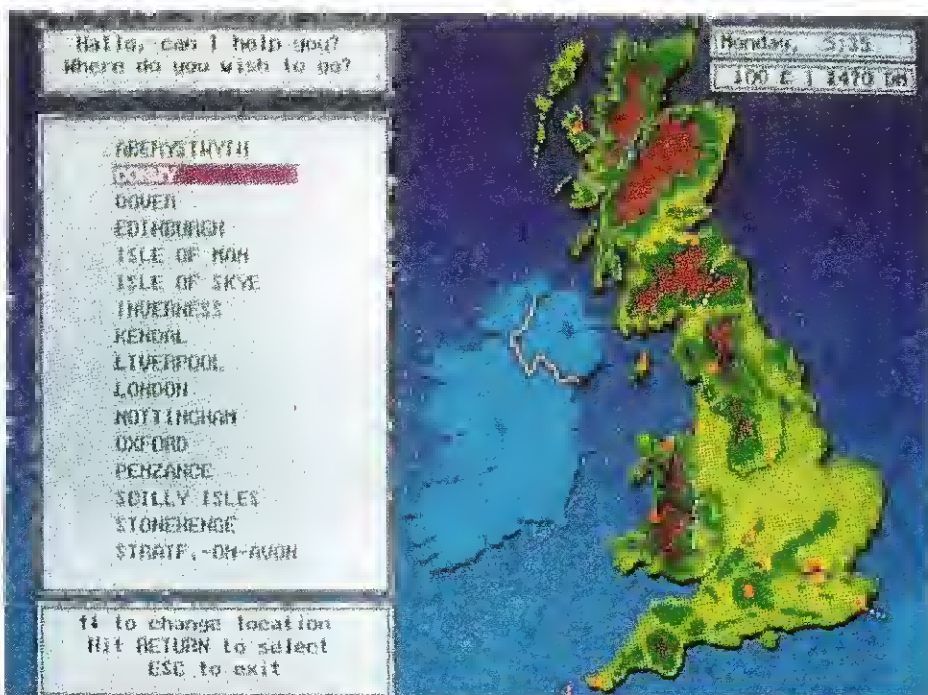 Hallo, can I help you?
Where do you wish to go?
Monday, 5:35
100 £ | 1470 DM
ABERYSTWYTH
DOVER
EDINBURGH
ISLE OF MAN
ISLE OF SKYE
INVERNESS
KENDAL
LIVERPOOL
LONDON
NOTTINGHAM
OXFORD
PENZANCE
SCILLY ISLES
STONEHENGE
STRATF.-ON-AVON
↑↓ to change location
Hit RETURN to select
ESC to exit